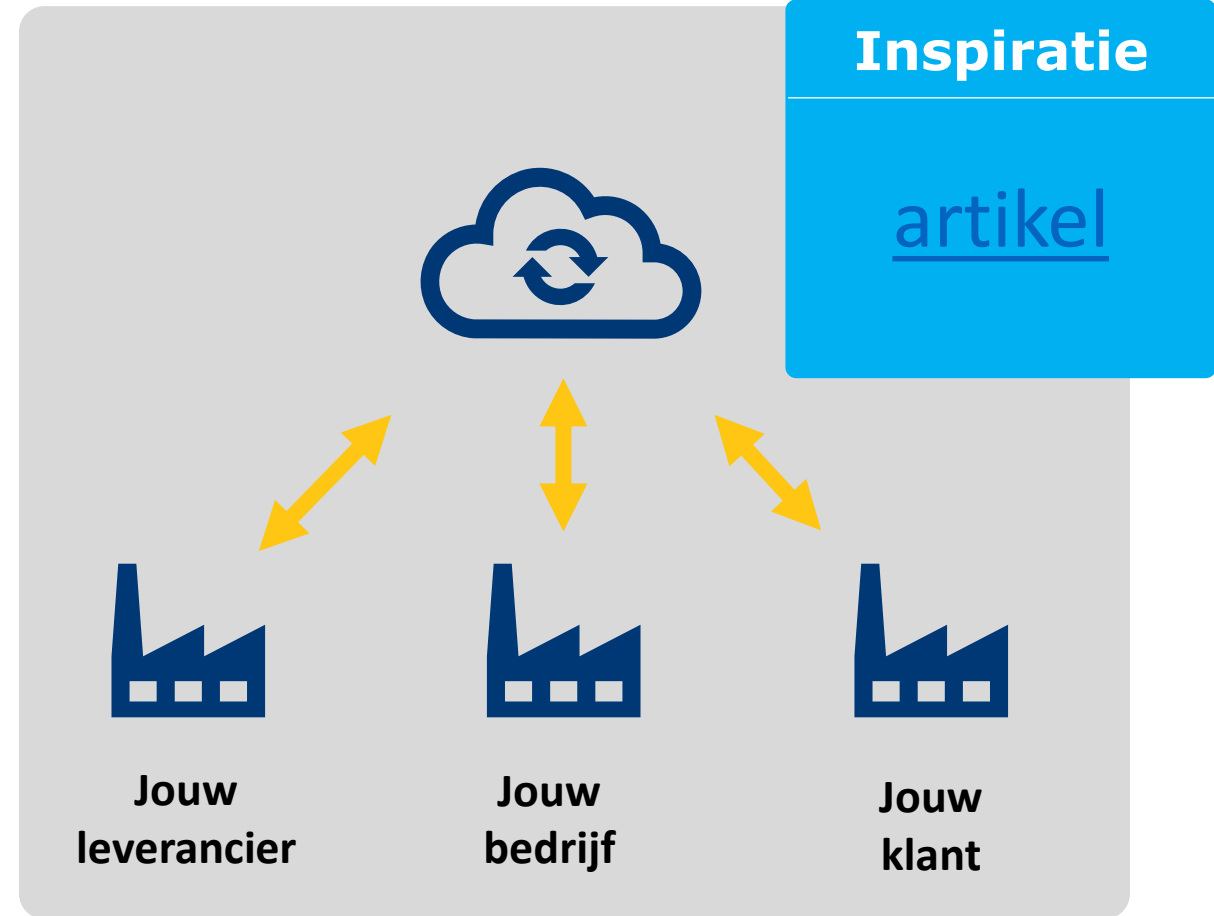 Inspiratie
artikel
Jouw
leverancier
Jouw
bedrijf
Jouw
klant